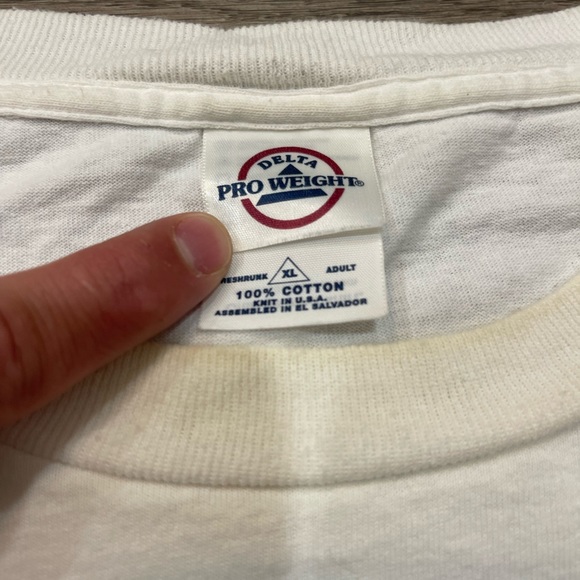 DELTA
PRO WEIGHT®
RESHRUNK XL ADULT
100% COTTON
KNIT IN U.S.A.
ASSEMBLED IN EL SALVADOR